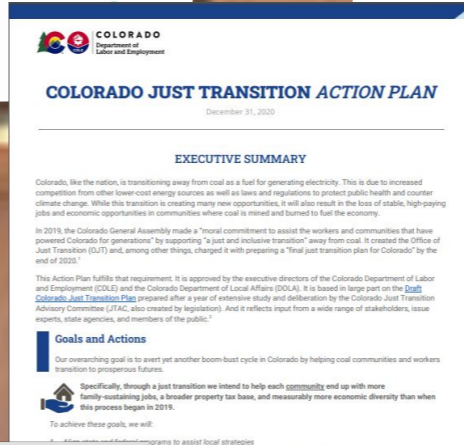 COLORADO
Department of
Labor and Employment
COLORADO JUST TRANSITION ACTION PLAN
December 31, 2020
EXECUTIVE SUMMARY
Colorado, like the nation, is transitioning away from coal as a fuel for generating electricity. This is due to increased
competition from other lower-cost energy sources as well as laws and regulations to protect public health and counter
climate change. While this transition is creating many new opportunities, it will also result in the loss of stable, high-paying
jobs and economic opportunities in communities where coal is mined and burned to fuel the economy.
In 2019, the Colorado General Assembly made a "moral commitment to assist the workers and communities that have
powered Colorado for generations" by supporting "a just and inclusive transition" away from coal. It created the Office of
Just Transition (OJT) and, among other things, charged it with preparing a "final just transition plan for Colorado by the
end of 2020."
This Action Plan fulfills that requirement. It is approved by the executive directors of the Colorado Department of Labor
and Employment (CDLE) and the Colorado Department of Local Affairs (DOLA). It is based in large part on the Draft
Colorado Just Transition Plan prepared after a year of extensive study and deliberation by the Colorado Just Transition
Advisory Committee (JTAC, also created by legislation). And it reflects input from a wide range of stakeholders, issue
experts, state agencies, and members of the public.
Goals and Actions
Our overarching goal is to avert yet another boom-bust cycle in Colorado by helping coal communities and workers
transition to prosperous futures.
Specifically, through a just transition we intend to help each community end up with more
family-sustaining jobs, a broader property tax base, and measurably more economic diversity than when
this process began in 2019.
To achieve these goals, we will:
Align state and federal programs to assist local strategies